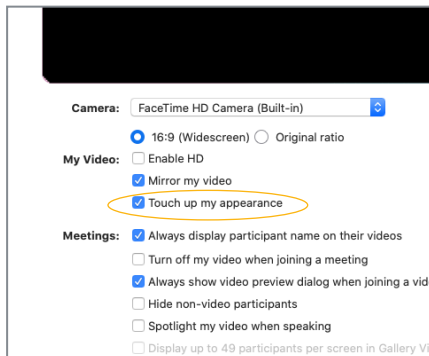 Camera: FaceTime HD Camera (Built-in)
16:9 (Widescreen) Original ratio
My Video: Enable HD
Mirror my video
Touch up my appearance
Meetings: Always display participant name on their videos
Turn off my video when joining a meeting
Always show video preview dialog when joining a vid
Hide non-video participants
Spotlight my video when speaking
Display up to 49 participants per screen in Gallery Vi